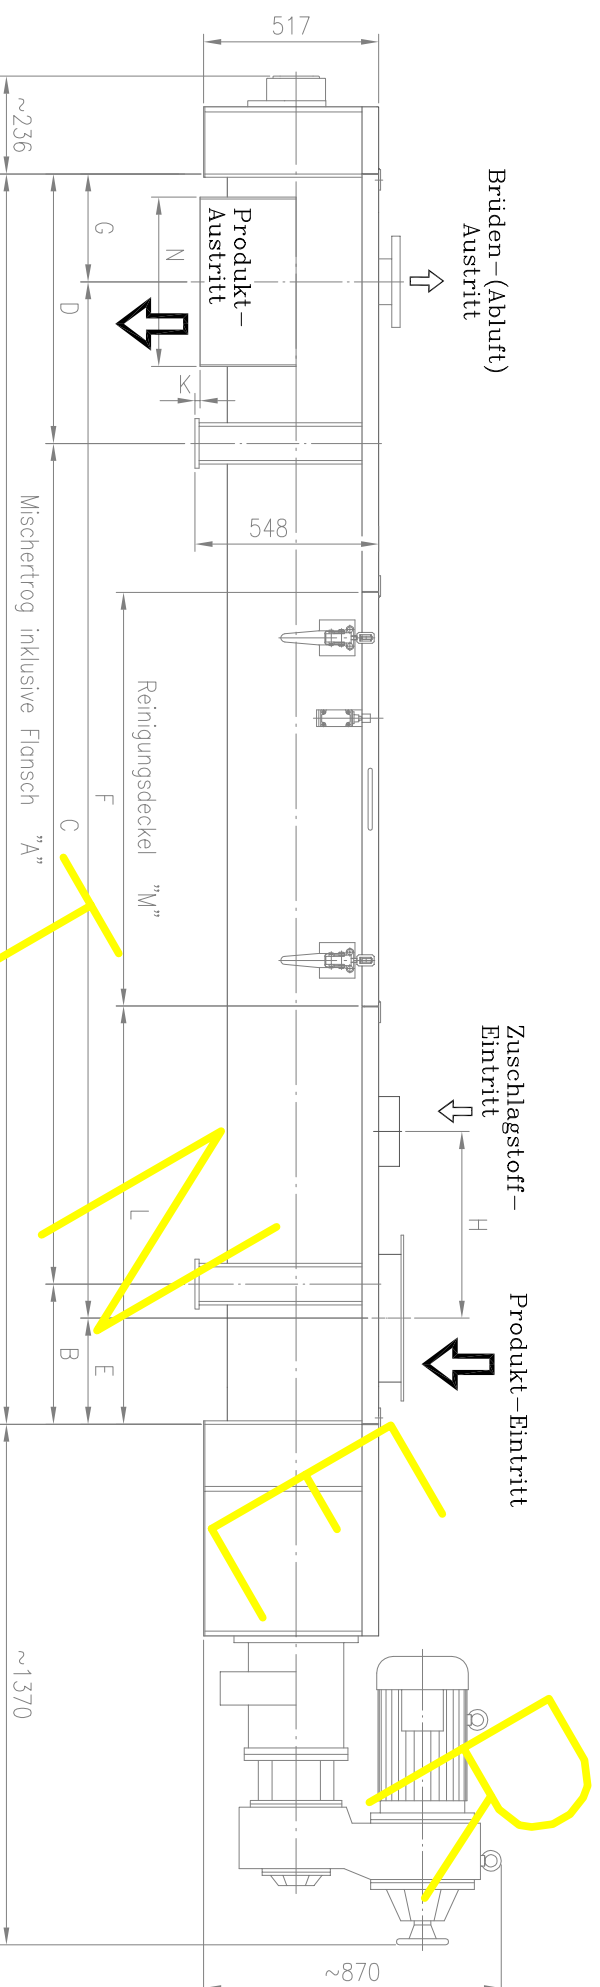 517
~236
Brüden-(Abluft)
Austritt
G
D
N
Produkt-
Austritt
K
548
Mischertrog inklusive Flansch "A"
Reinigungsdeckel "M"
F
C
Zuschlagstoff-
Eintritt
H
L
Produkt-Eintritt
B
E
~1370
~870